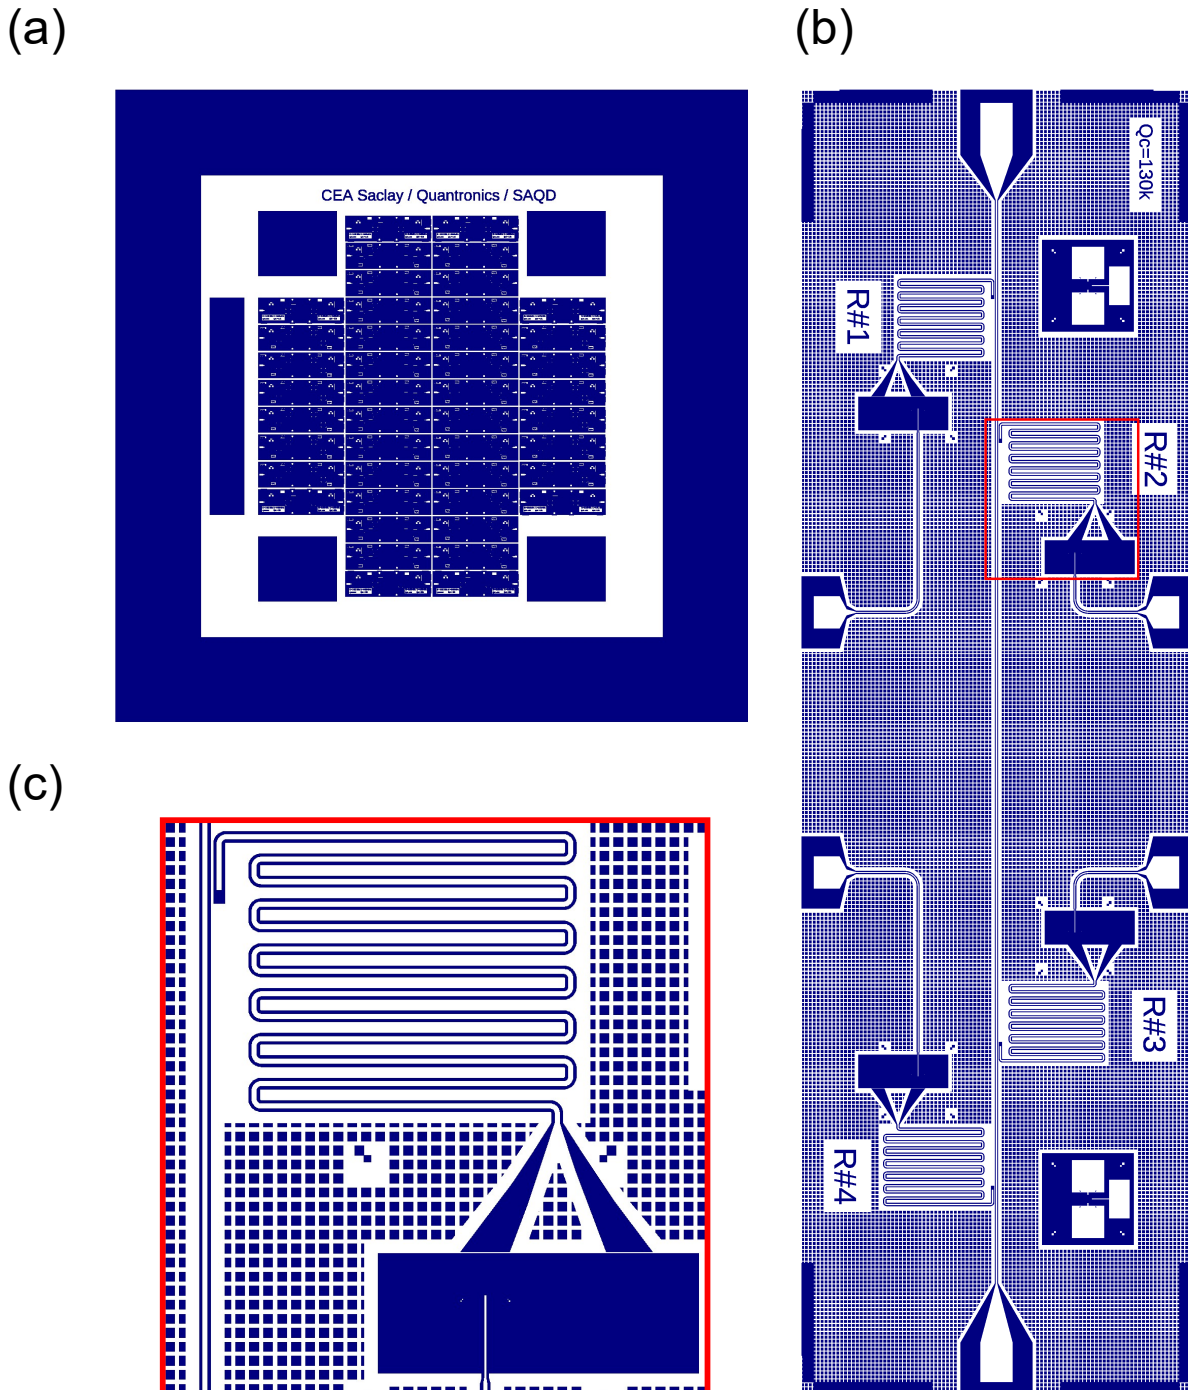 (a)
CEA Saclay / Quantronics / SAQD
(b)
Qc=130k
R#1
R#2
R#3
R#4
(c)